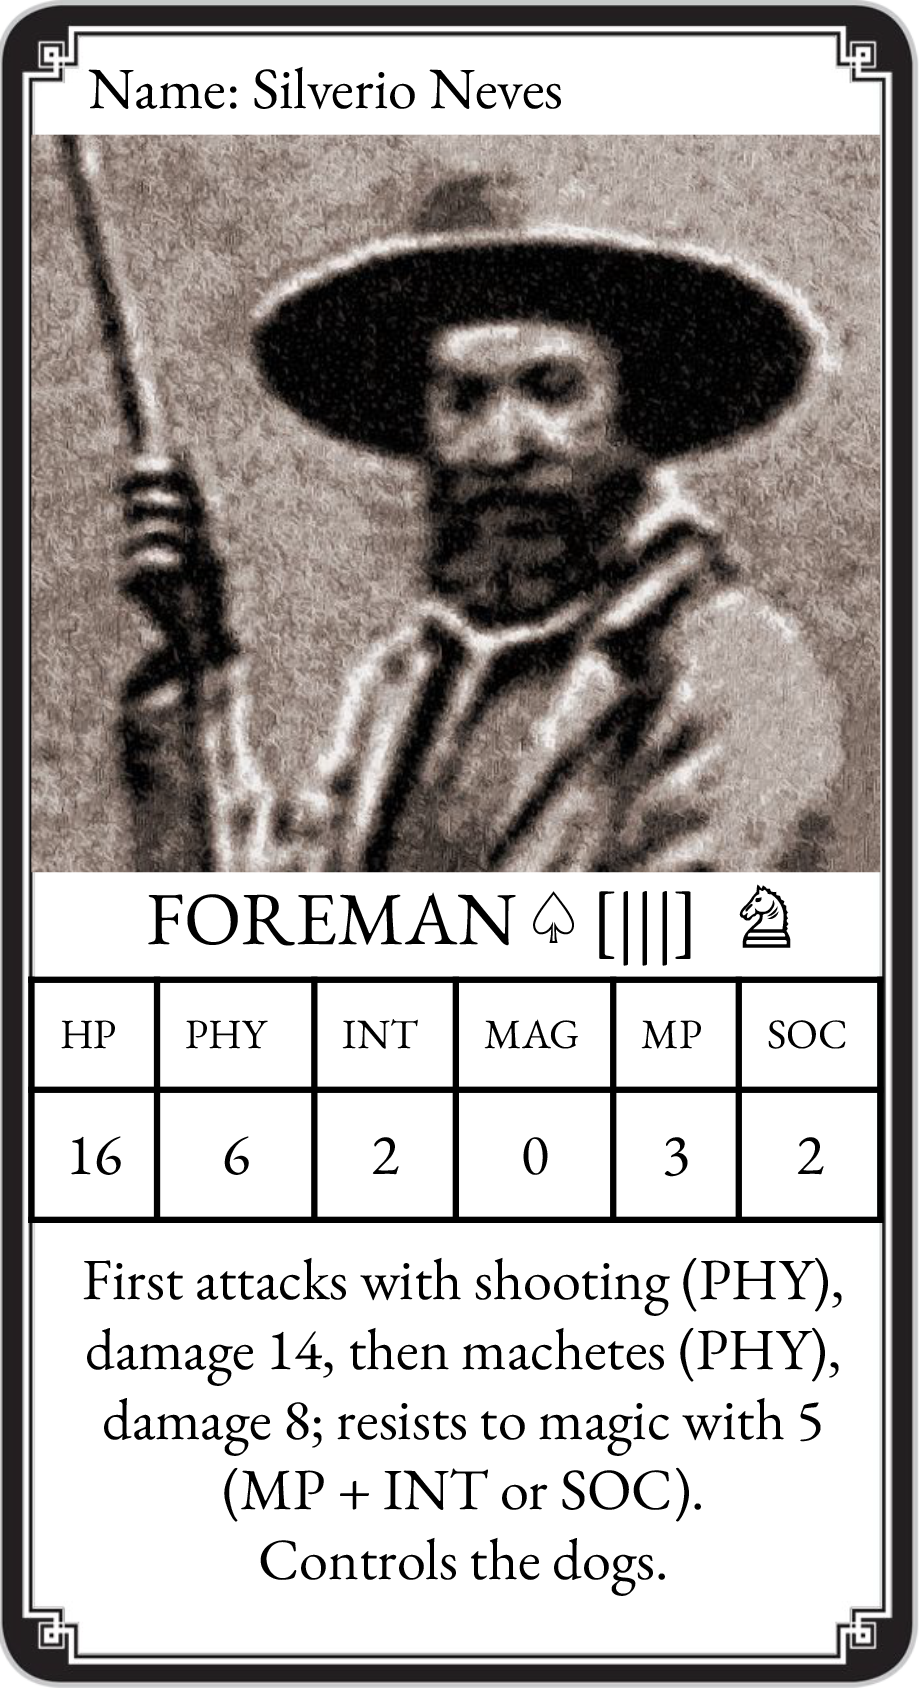 Name: Silverio Neves
FOREMAN ♤ [|||] ♘
HP PHY INT MAG MP SOC
16 6 2 0 3 2
First attacks with shooting (PHY),
damage 14, then machetes (PHY),
damage 8; resists to magic with 5
(MP + INT or SOC).
Controls the dogs.